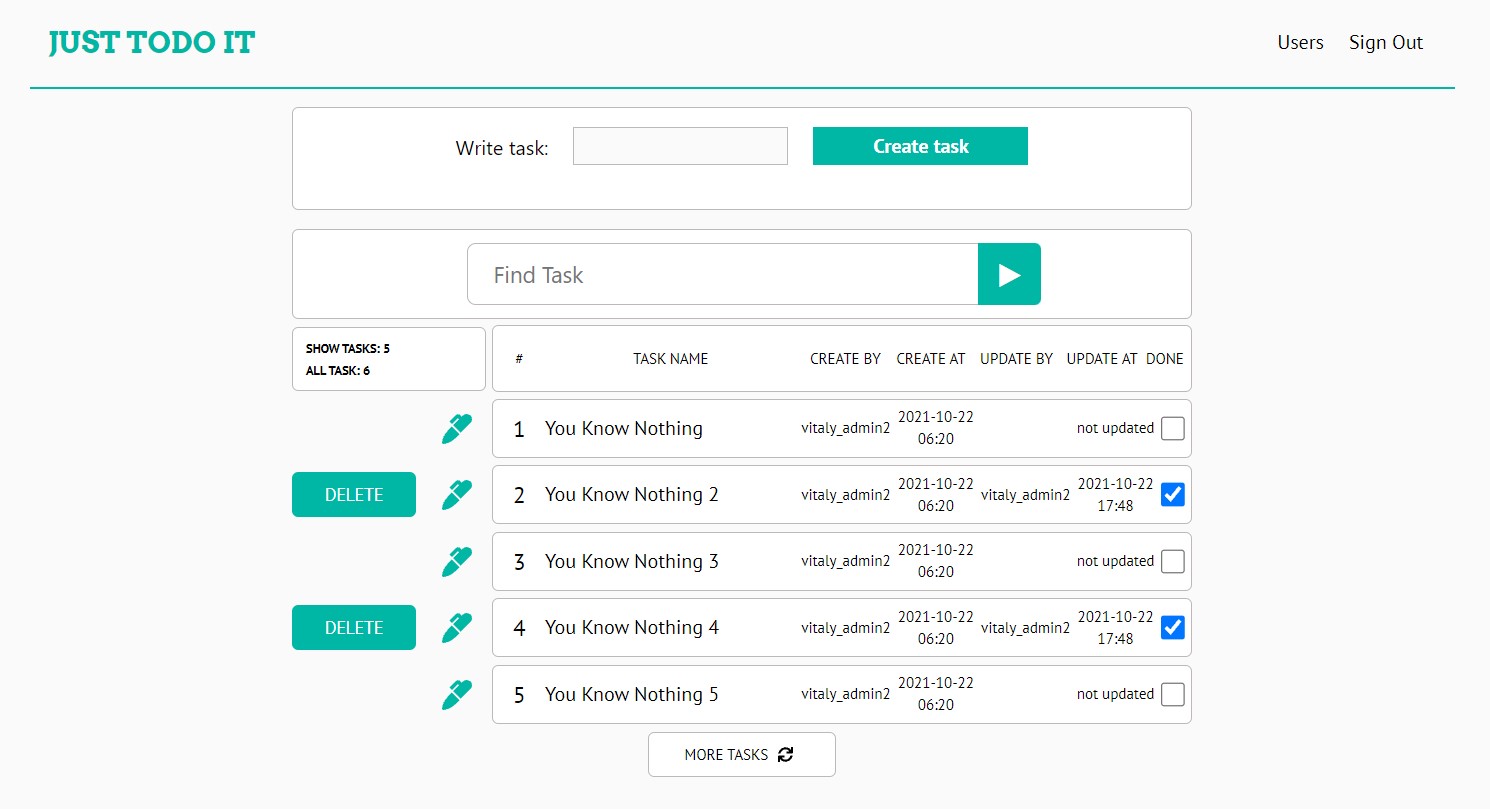 JUST TODO IT
Users Sign Out
Write task: Create task
Find Task
SHOW TASKS: 5
ALL TASK: 6
# TASK NAME CREATE BY CREATE AT UPDATE BY UPDATE AT DONE
1 You Know Nothing vitaly_admin2 2021-10-22 06:20 not updated
DELETE 2 You Know Nothing 2 vitaly_admin2 2021-10-22 06:20 vitaly_admin2 2021-10-22 17:48
3 You Know Nothing 3 vitaly_admin2 2021-10-22 06:20 not updated
DELETE 4 You Know Nothing 4 vitaly_admin2 2021-10-22 06:20 vitaly_admin2 2021-10-22 17:48
5 You Know Nothing 5 vitaly_admin2 2021-10-22 06:20 not updated
MORE TASKS